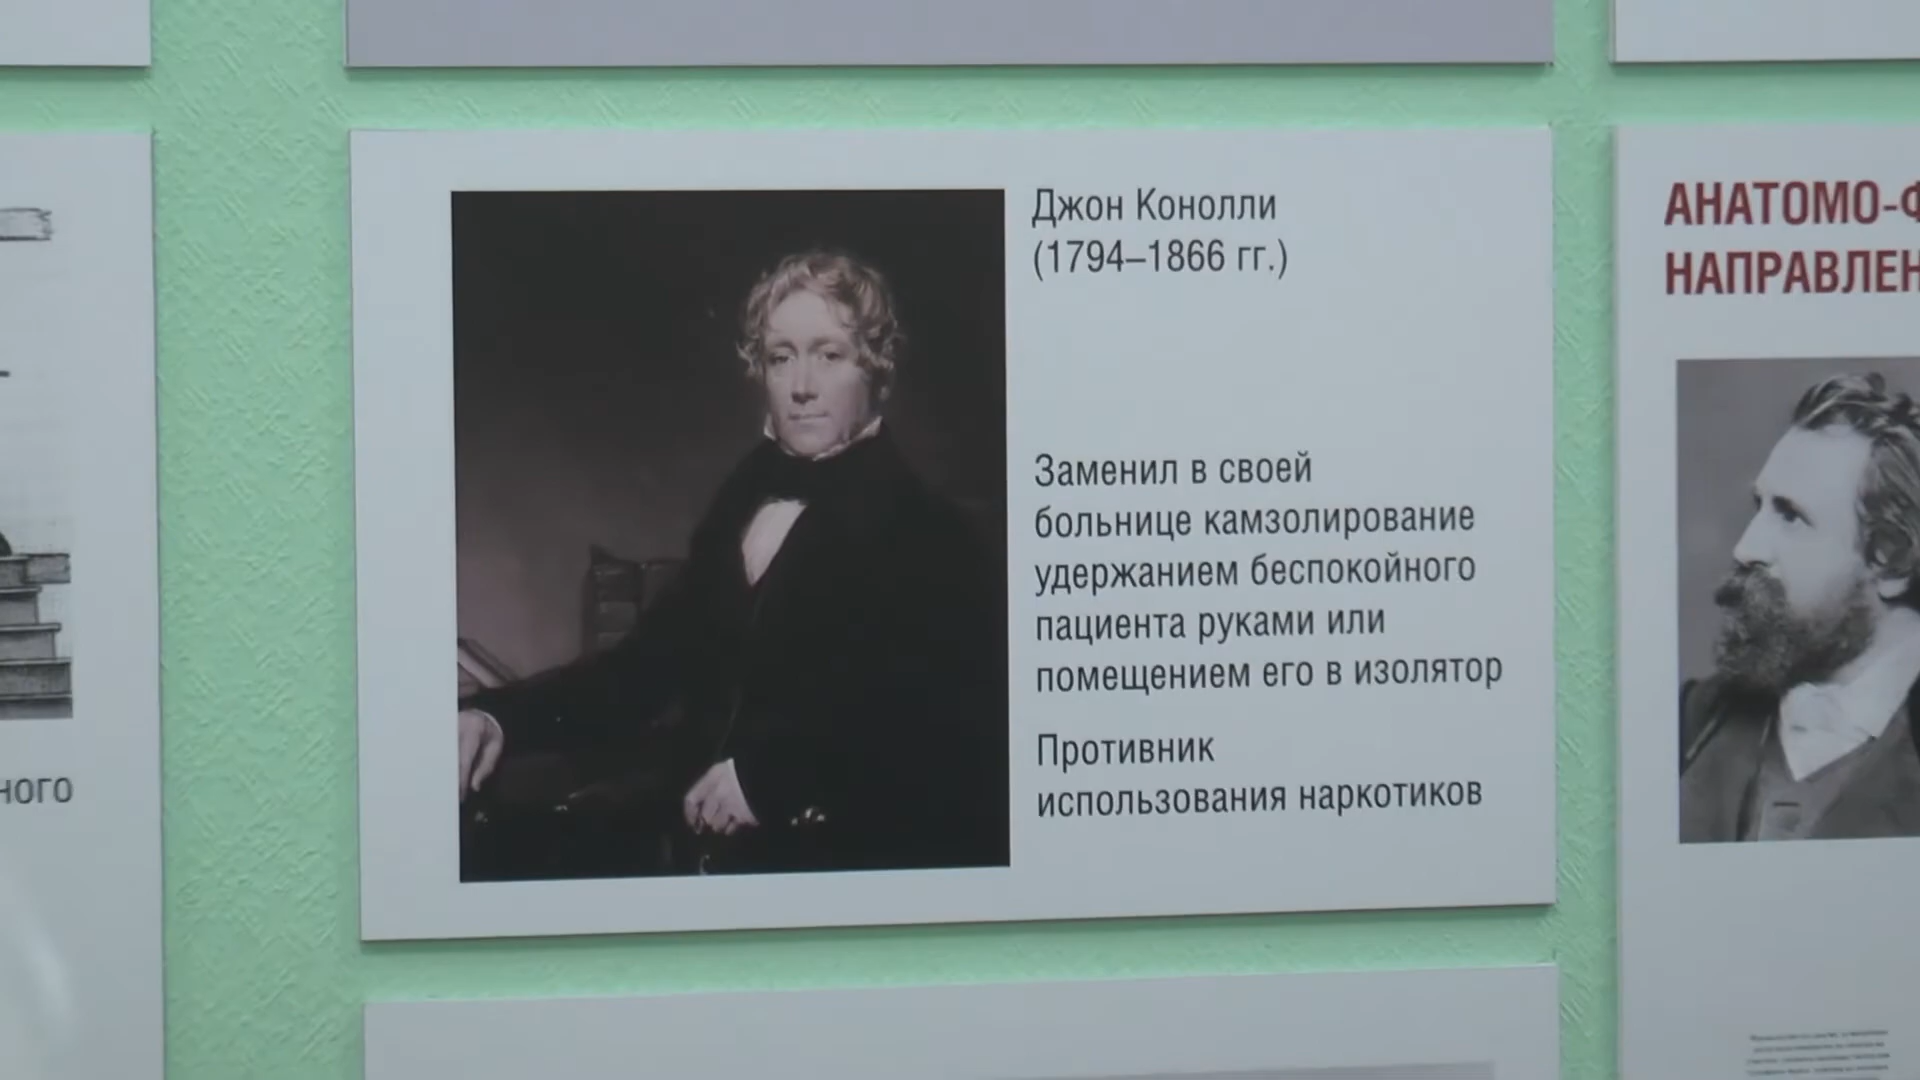 Джон Конолли
(1794–1866 гг.)
Заменил в своей
больнице камзолирование
удержанием беспокойного
пациента руками или
помещением его в изолятор
Противник
использования наркотиков
АНАТОМО-Ф
НАПРАВЛЕН
ного